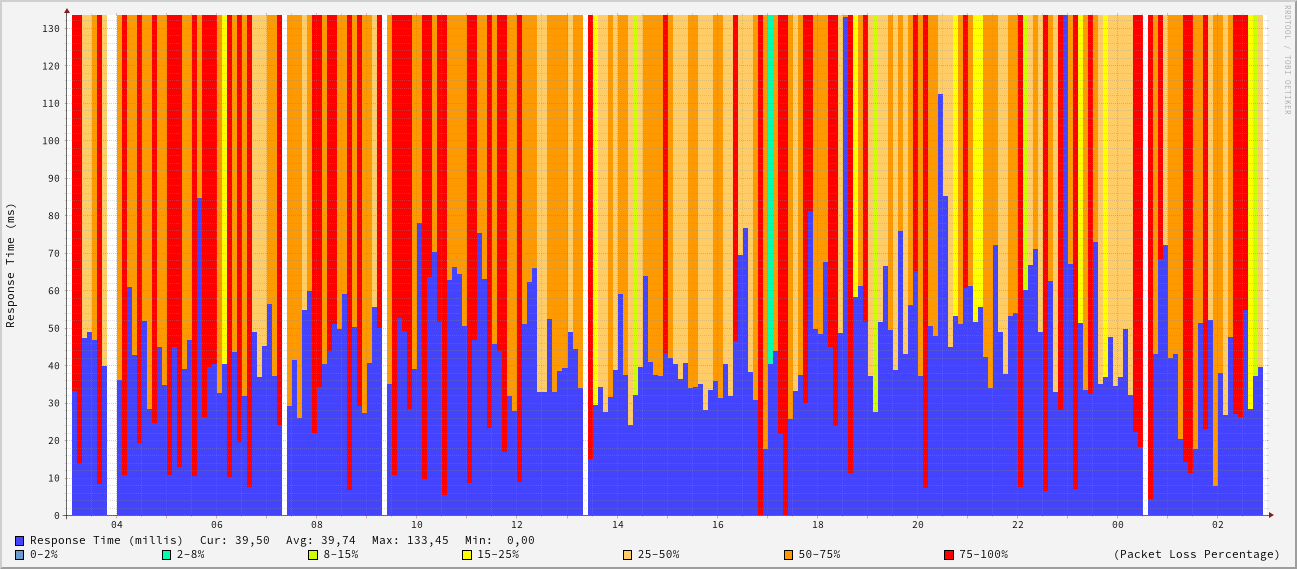 RRDTOOL / TOBI OETIKER
Response Time (ms)
130
120
110
100
90
80
70
60
50
40
30
20
10
0
04 06 08 10 12 14 16 18 20 22 00 02
Response Time (millis) Cur: 39,50 Avg: 39,74 Max: 133,45 Min: 0,00
0-2% 2-8% 8-15% 15-25% 25-50% 50-75% 75-100% (Packet Loss Percentage)